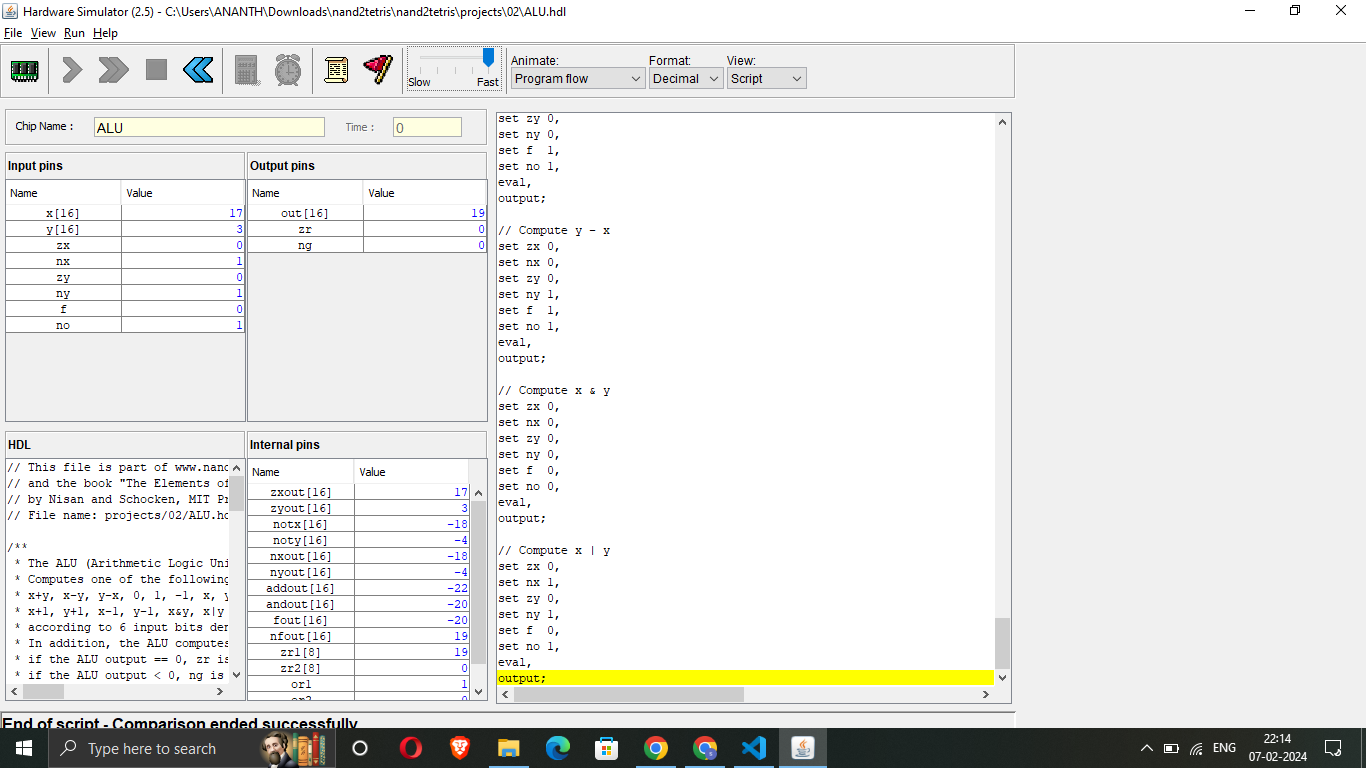 Hardware Simulator (2.5) - C:\Users\ANANTH\Downloads\nand2tetris\nand2tetris\projects\02\ALU.hdl
File View Run Help
Slow Fast
Animate: Format: View:
Program flow Decimal Script
Chip Name : ALU Time : 0
Input pins
Name Value
x[16] 17
y[16] 3
zx 0
nx 1
zy 0
ny 1
f 0
no 1
Output pins
Name Value
out[16] 19
zr 0
ng 0
HDL
// This file is part of www.nand
// and the book "The Elements of
// by Nisan and Schocken, MIT Pr
// File name: projects/02/ALU.hd
/**
* The ALU (Arithmetic Logic Uni
* Computes one of the following
* x+y, x-y, y-x, 0, 1, -1, x, y
* x+1, y+1, x-1, y-1, x&y, x|y
* according to 6 input bits den
* In addition, the ALU computes
* if the ALU output == 0, zr is
* if the ALU output < 0, ng is
Internal pins
Name Value
zxout[16] 17
zyout[16] 3
notx[16] -18
noty[16] -4
nxout[16] -18
nyout[16] -4
addout[16] -22
andout[16] -20
fout[16] -20
nfout[16] 19
zr1[8] 19
zr2[8] 0
or1 1
or2 0
set zy 0,
set ny 0,
set f 1,
set no 1,
eval,
output;
// Compute y - x
set zx 0,
set nx 0,
set zy 0,
set ny 1,
set f 1,
set no 1,
eval,
output;
// Compute x & y
set zx 0,
set nx 0,
set zy 0,
set ny 0,
set f 0,
set no 0,
eval,
output;
// Compute x | y
set zx 0,
set nx 1,
set zy 0,
set ny 1,
set f 0,
set no 1,
eval,
output;
End of script - Comparison ended successfully
Type here to search
ENG
22:14
07-02-2024